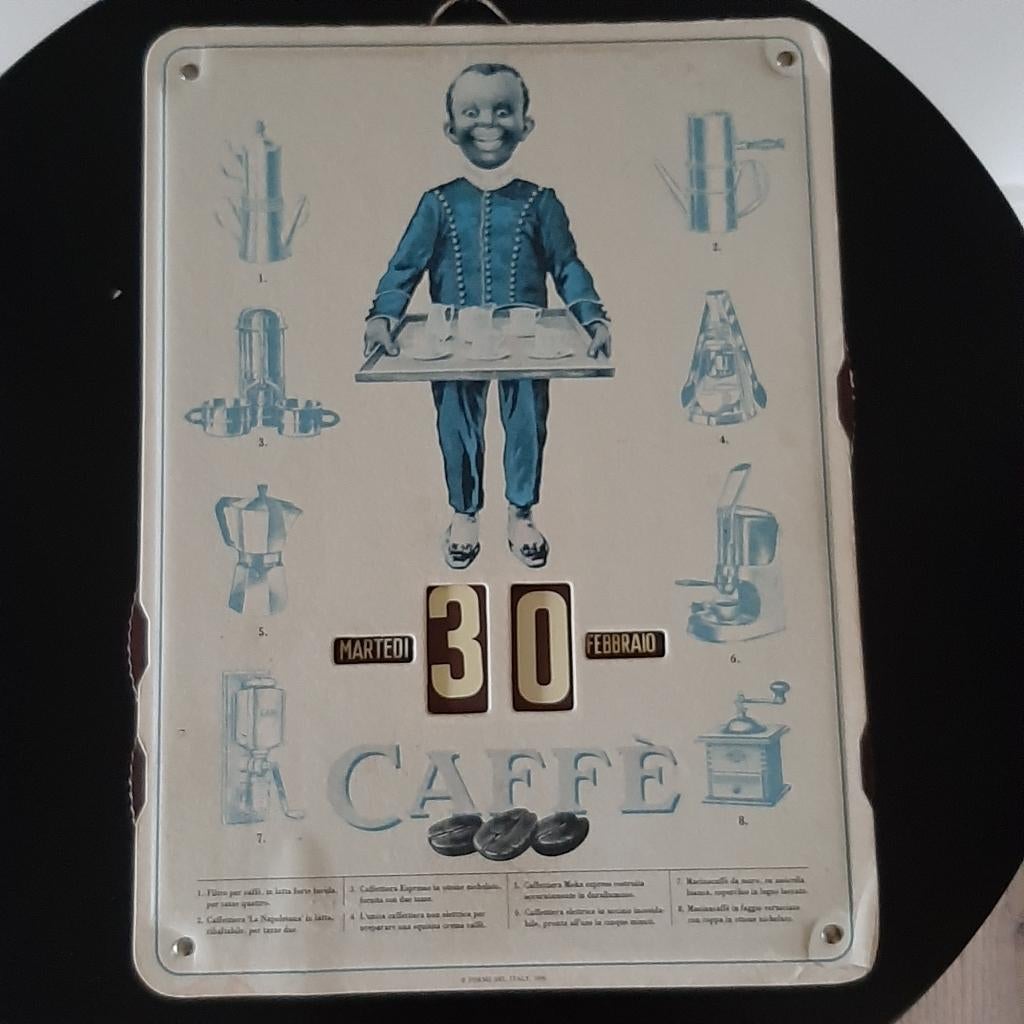 1.
2.
3.
4.
5.
6.
MARTEDI 30 FEBBRAIO
7.
8.
CAFFÈ
1. Filtro per caffè, in latta forte
per tazze quattro.
2. Caffettiera 'La Napoletana' in latta,
ribaltabile, per tazze due.
3. Caffettiera Espresso in ottone nichelato,
fornita con due tazze.
4. L'unica caffettiera non elettrica per
preparare una squisita crema caffè.
5. Caffettiera Moka express costruita
accuratamente in duralluminio.
6. Caffettiera elettrica in acciaio inossida-
bile, pronta all'uso in cinque minuti.
7. Macinacaffè da muro, in
bianca, coperchio in legno laccato.
8. Macinacaffè in faggio verniciato
con coppa in ottone nichelato.